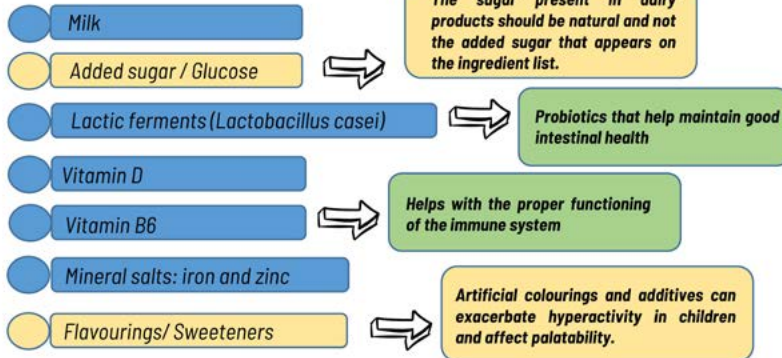 Milk
The sugar present in dairy
products should be natural and not
the added sugar that appears on
the ingredient list.
Added sugar / Glucose
Lactic ferments (Lactobacillus casei)
Probiotics that help maintain good
intestinal health
Vitamin D
Vitamin B6
Helps with the proper functioning
of the immune system
Mineral salts: iron and zinc
Flavourings/ Sweeteners
Artificial colourings and additives can
exacerbate hyperactivity in children
and affect palatability.